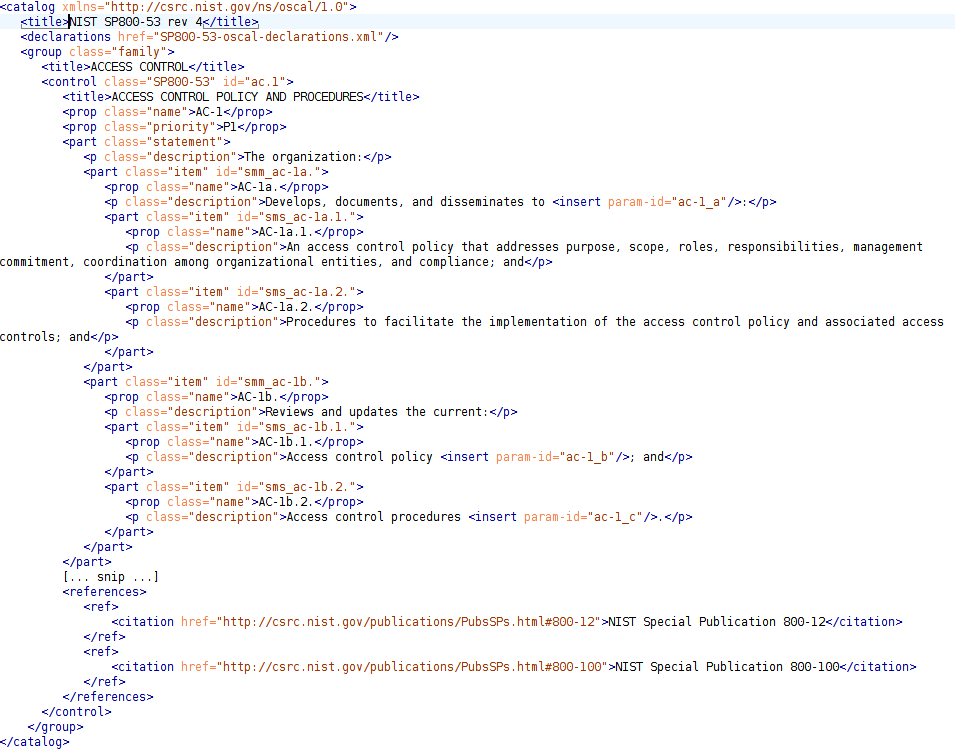 <catalog xmlns="http://csrc.nist.gov/ns/oscal/1.0">
<title>NIST SP800-53 rev 4</title>
<declarations href="SP800-53-oscal-declarations.xml"/>
<group class="family">
<title>ACCESS CONTROL</title>
<control class="SP800-53" id="ac.1">
<title>ACCESS CONTROL POLICY AND PROCEDURES</title>
<prop class="name">AC-1</prop>
<prop class="priority">P1</prop>
<part class="statement">
<p class="description">The organization:</p>
<part class="item" id="smm_ac-1a.">
<prop class="name">AC-1a.</prop>
<p class="description">Develops, documents, and disseminates to <insert param-id="ac-1_a"/>:</p>
<part class="item" id="sms_ac-1a.1.">
<prop class="name">AC-1a.1.</prop>
<p class="description">An access control policy that addresses purpose, scope, roles, responsibilities, management
commitment, coordination among organizational entities, and compliance; and</p>
</part>
<part class="item" id="sms_ac-1a.2.">
<prop class="name">AC-1a.2.</prop>
<p class="description">Procedures to facilitate the implementation of the access control policy and associated access
controls; and</p>
</part>
</part>
<part class="item" id="smm_ac-1b.">
<prop class="name">AC-1b.</prop>
<p class="description">Reviews and updates the current:</p>
<part class="item" id="sms_ac-1b.1.">
<prop class="name">AC-1b.1.</prop>
<p class="description">Access control policy <insert param-id="ac-1_b"/>; and</p>
</part>
<part class="item" id="sms_ac-1b.2.">
<prop class="name">AC-1b.2.</prop>
<p class="description">Access control procedures <insert param-id="ac-1_c"/>.</p>
</part>
</part>
</part>
[... snip ...]
<references>
<ref>
<citation href="http://csrc.nist.gov/publications/PubsSPs.html#800-12">NIST Special Publication 800-12</citation>
</ref>
<ref>
<citation href="http://csrc.nist.gov/publications/PubsSPs.html#800-100">NIST Special Publication 800-100</citation>
</ref>
</references>
</control>
</group>
</catalog>